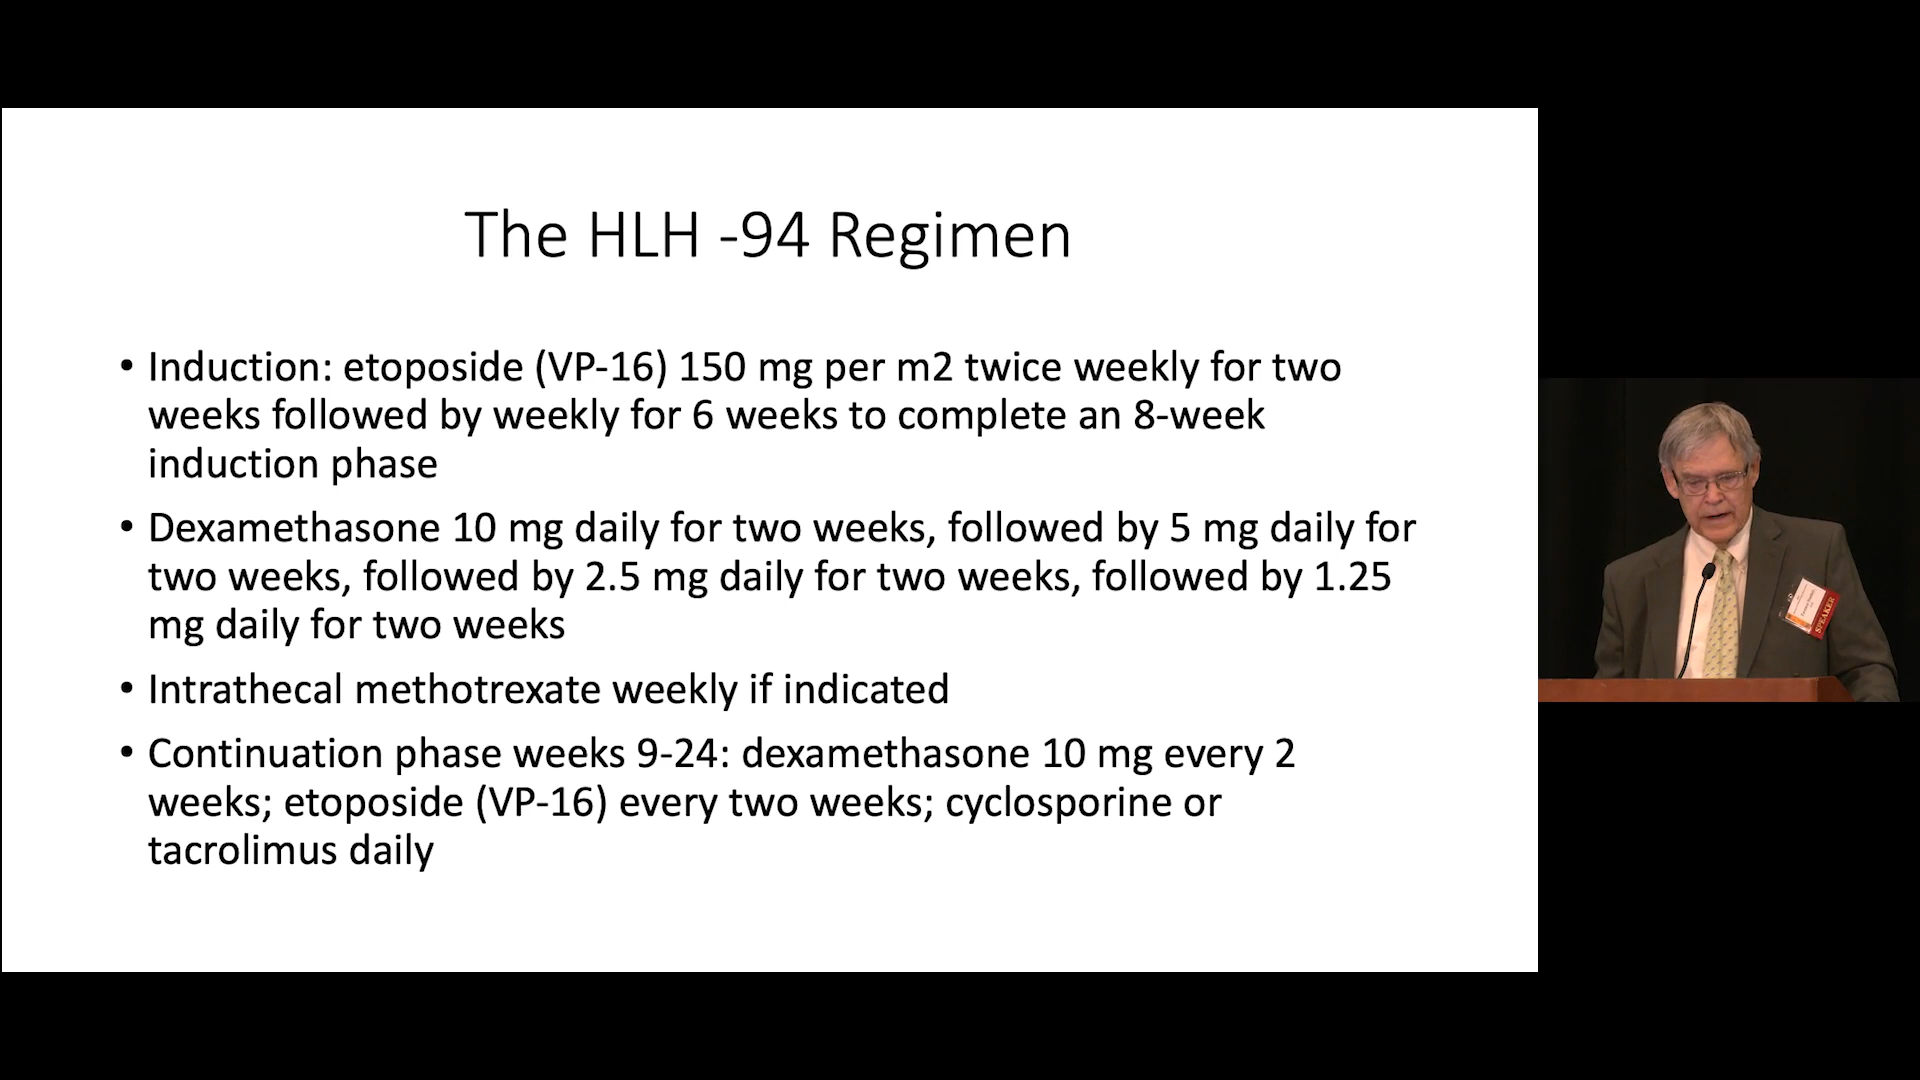 The HLH -94 Regimen
• Induction: etoposide (VP-16) 150 mg per m2 twice weekly for two
weeks followed by weekly for 6 weeks to complete an 8-week
induction phase
• Dexamethasone 10 mg daily for two weeks, followed by 5 mg daily for
two weeks, followed by 2.5 mg daily for two weeks, followed by 1.25
mg daily for two weeks
• Intrathecal methotrexate weekly if indicated
• Continuation phase weeks 9-24: dexamethasone 10 mg every 2
weeks; etoposide (VP-16) every two weeks; cyclosporine or
tacrolimus daily
SPEAKER